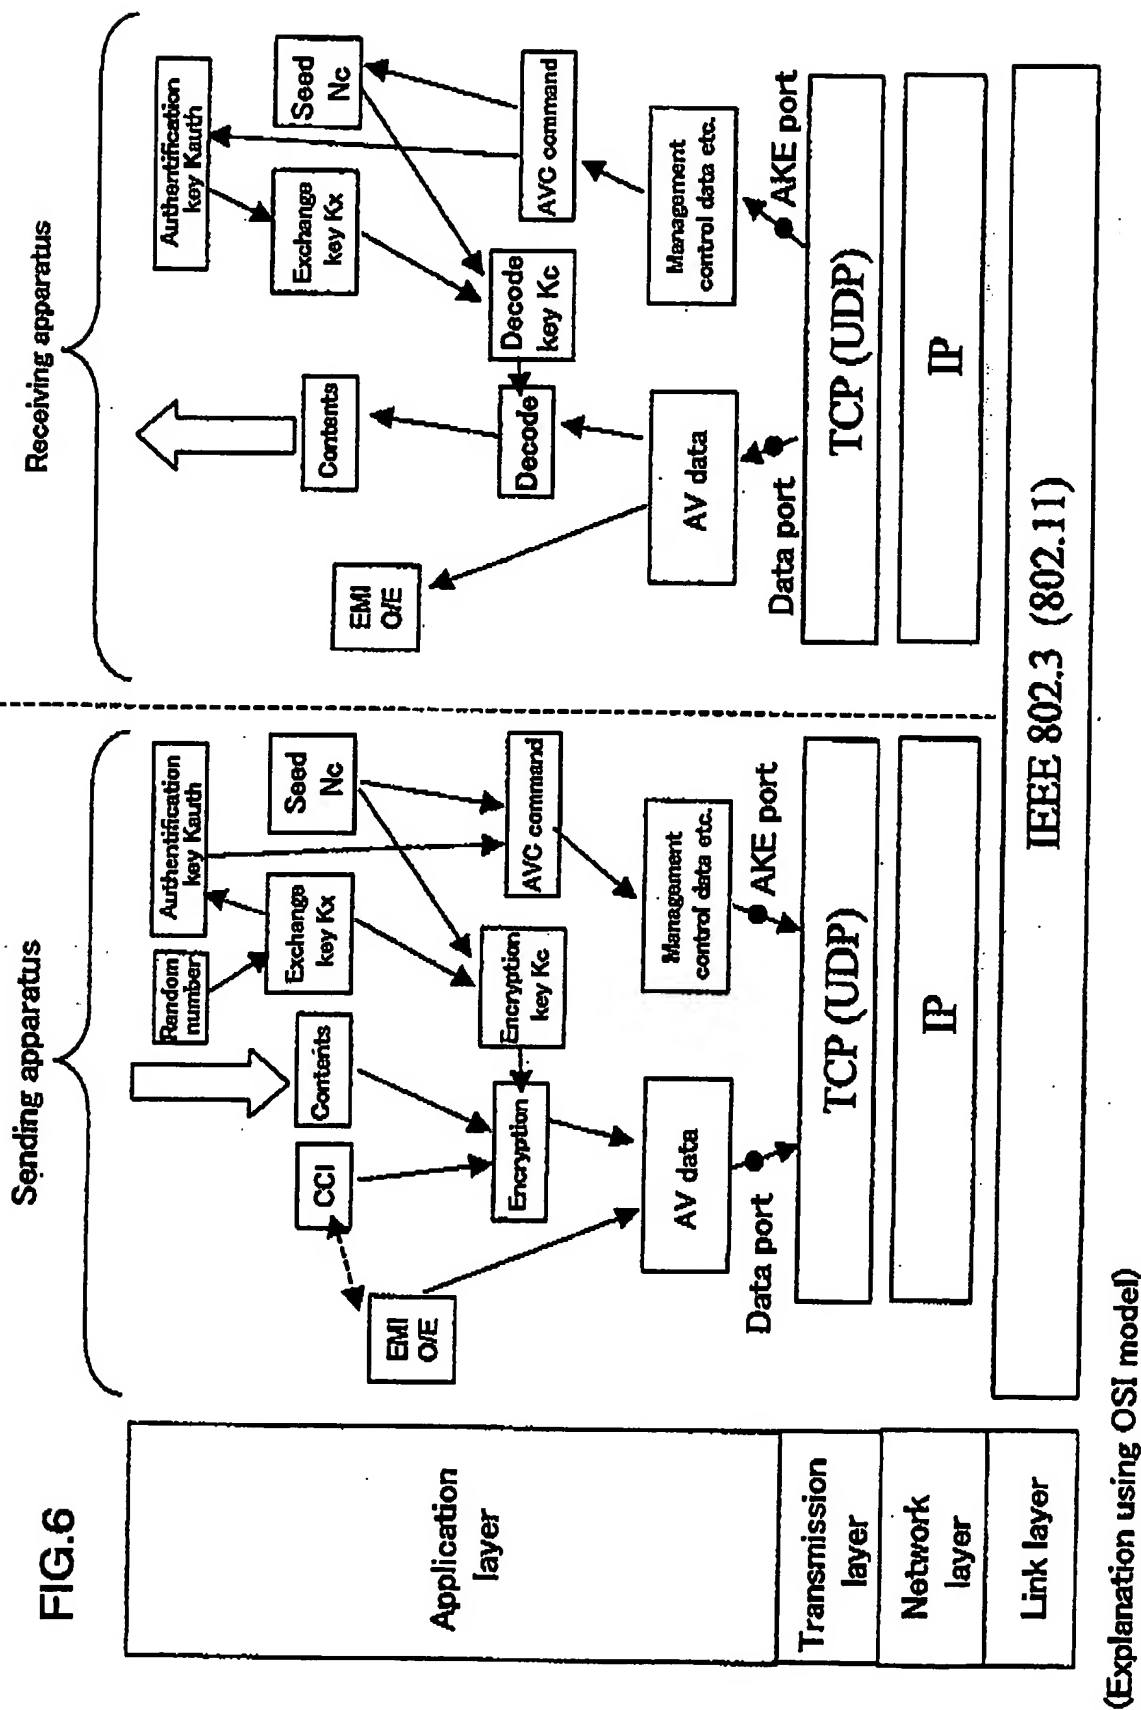 FIG.6
Sending apparatus
Receiving apparatus
Application
layer
Transmission
layer
Network
layer
Link layer
Random
number
Authentification
key Kauth
Exchange
key Kx
Seed
Nc
Contents
CCI
EMI
O/E
Encryption
Encryption
key Kc
AVC command
AV data
Management
control data etc.
Data port
AKE port
TCP (UDP)
IP
Authentification
key Kauth
Seed
Nc
Exchange
key Kx
Contents
EMI
O/E
Decode
Decode
key Kc
AVC command
AV data
Management
control data etc.
Data port
AKE port
TCP (UDP)
IP
IEEE 802.3 (802.11)
(Explanation using OSI model)